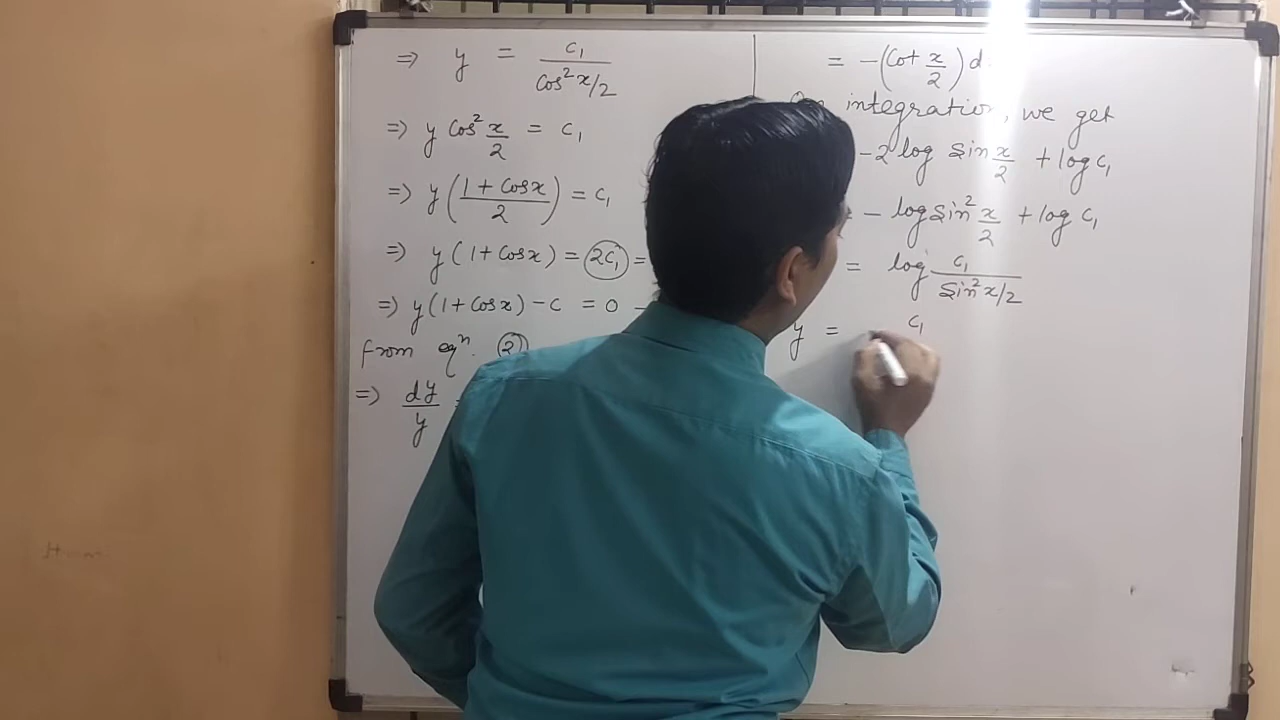 ⇒ y = c₁ / cos² x/2
⇒ y cos² x/2 = c₁
⇒ y ( (1 + cos x) / 2 ) = c₁
⇒ y (1 + cos x) = 2c₁ =
⇒ y (1 + cos x) - c = 0 -
from eqⁿ. (2)
⇒ dy/y
= - (cot x/2) d
integration, we get
- 2 log sin x/2 + log c₁
- log sin² x/2 + log c₁
= log c₁ / sin² x/2
y = c₁